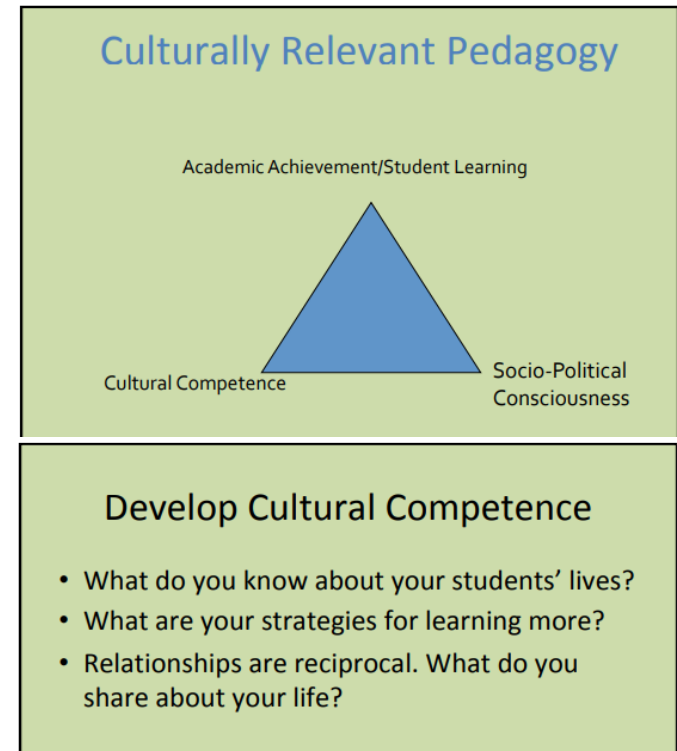 Culturally Relevant Pedagogy
Academic Achievement/Student Learning
Cultural Competence
Socio-Political
Consciousness
Develop Cultural Competence
• What do you know about your students’ lives?
• What are your strategies for learning more?
• Relationships are reciprocal. What do you
share about your life?